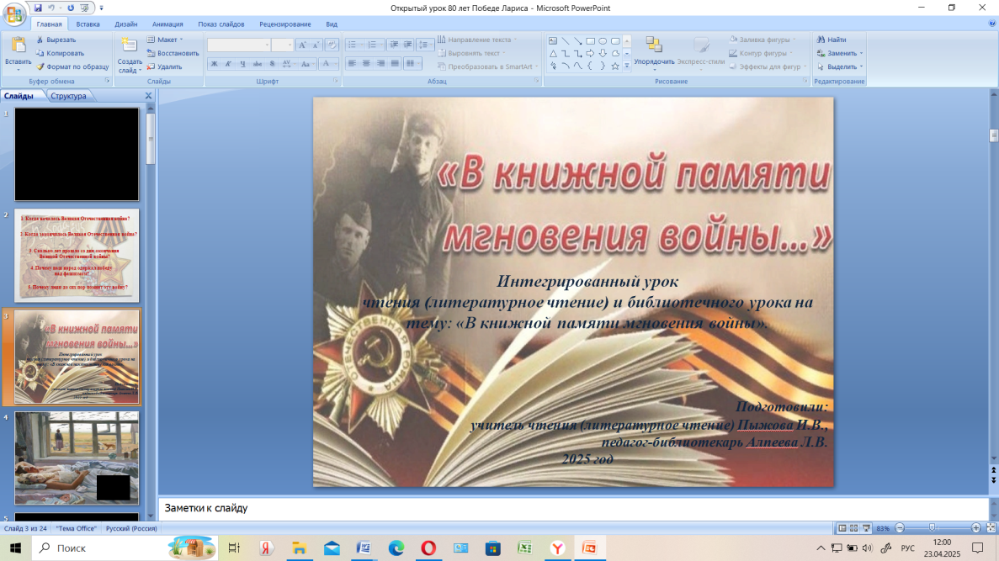 Открытый урок 80 лет Победе Лариса - Microsoft PowerPoint
Главная Вставка Дизайн Анимация Показ слайдов Рецензирование Вид
Вставить
Вырезать
Копировать
Формат по образцу
Буфер обмена
Создать слайд
Макет
Восстановить
Удалить
Слайды
Шрифт
Направление текста
Выровнять текст
Преобразовать в SmartArt
Абзац
Упорядочить
Экспресс-стили
Заливка фигуры
Контур фигуры
Эффекты для фигур
Рисование
Найти
Заменить
Выделить
Редактирование
Слайды Структура
1
2
1. Когда началась Великая Отечественная война?
2. Когда закончилась Великая Отечественная война?
3. Сколько лет прошло со дня окончания
Великой Отечественной войны?
4. Почему наш народ одержал победу
над фашизмом?
5. Почему люди до сих пор помнят эту войну?
3
«В книжной памяти
мгновения войны...»
4
5
«В книжной памяти
мгновения войны...»
Интегрированный урок
чтения (литературное чтение) и библиотечного урока на
тему: «В книжной памяти мгновения войны».
ОТЕЧЕСТВЕННАЯ ВОЙНА
Подготовили:
учитель чтения (литературное чтение) Пыжова И.В.,
педагог-библиотекарь Алпеева Л.В.
2025 год
Заметки к слайду
Слайд 3 из 24 "Тема Office" Русский (Россия) 83%
Поиск
РУС
12:00
23.04.2025